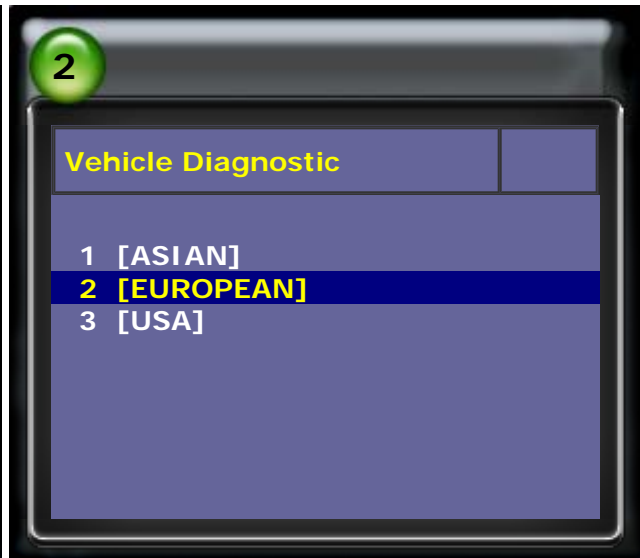 2
Vehicle Diagnostic
1 [ASIAN]
2 [EUROPEAN]
3 [USA]